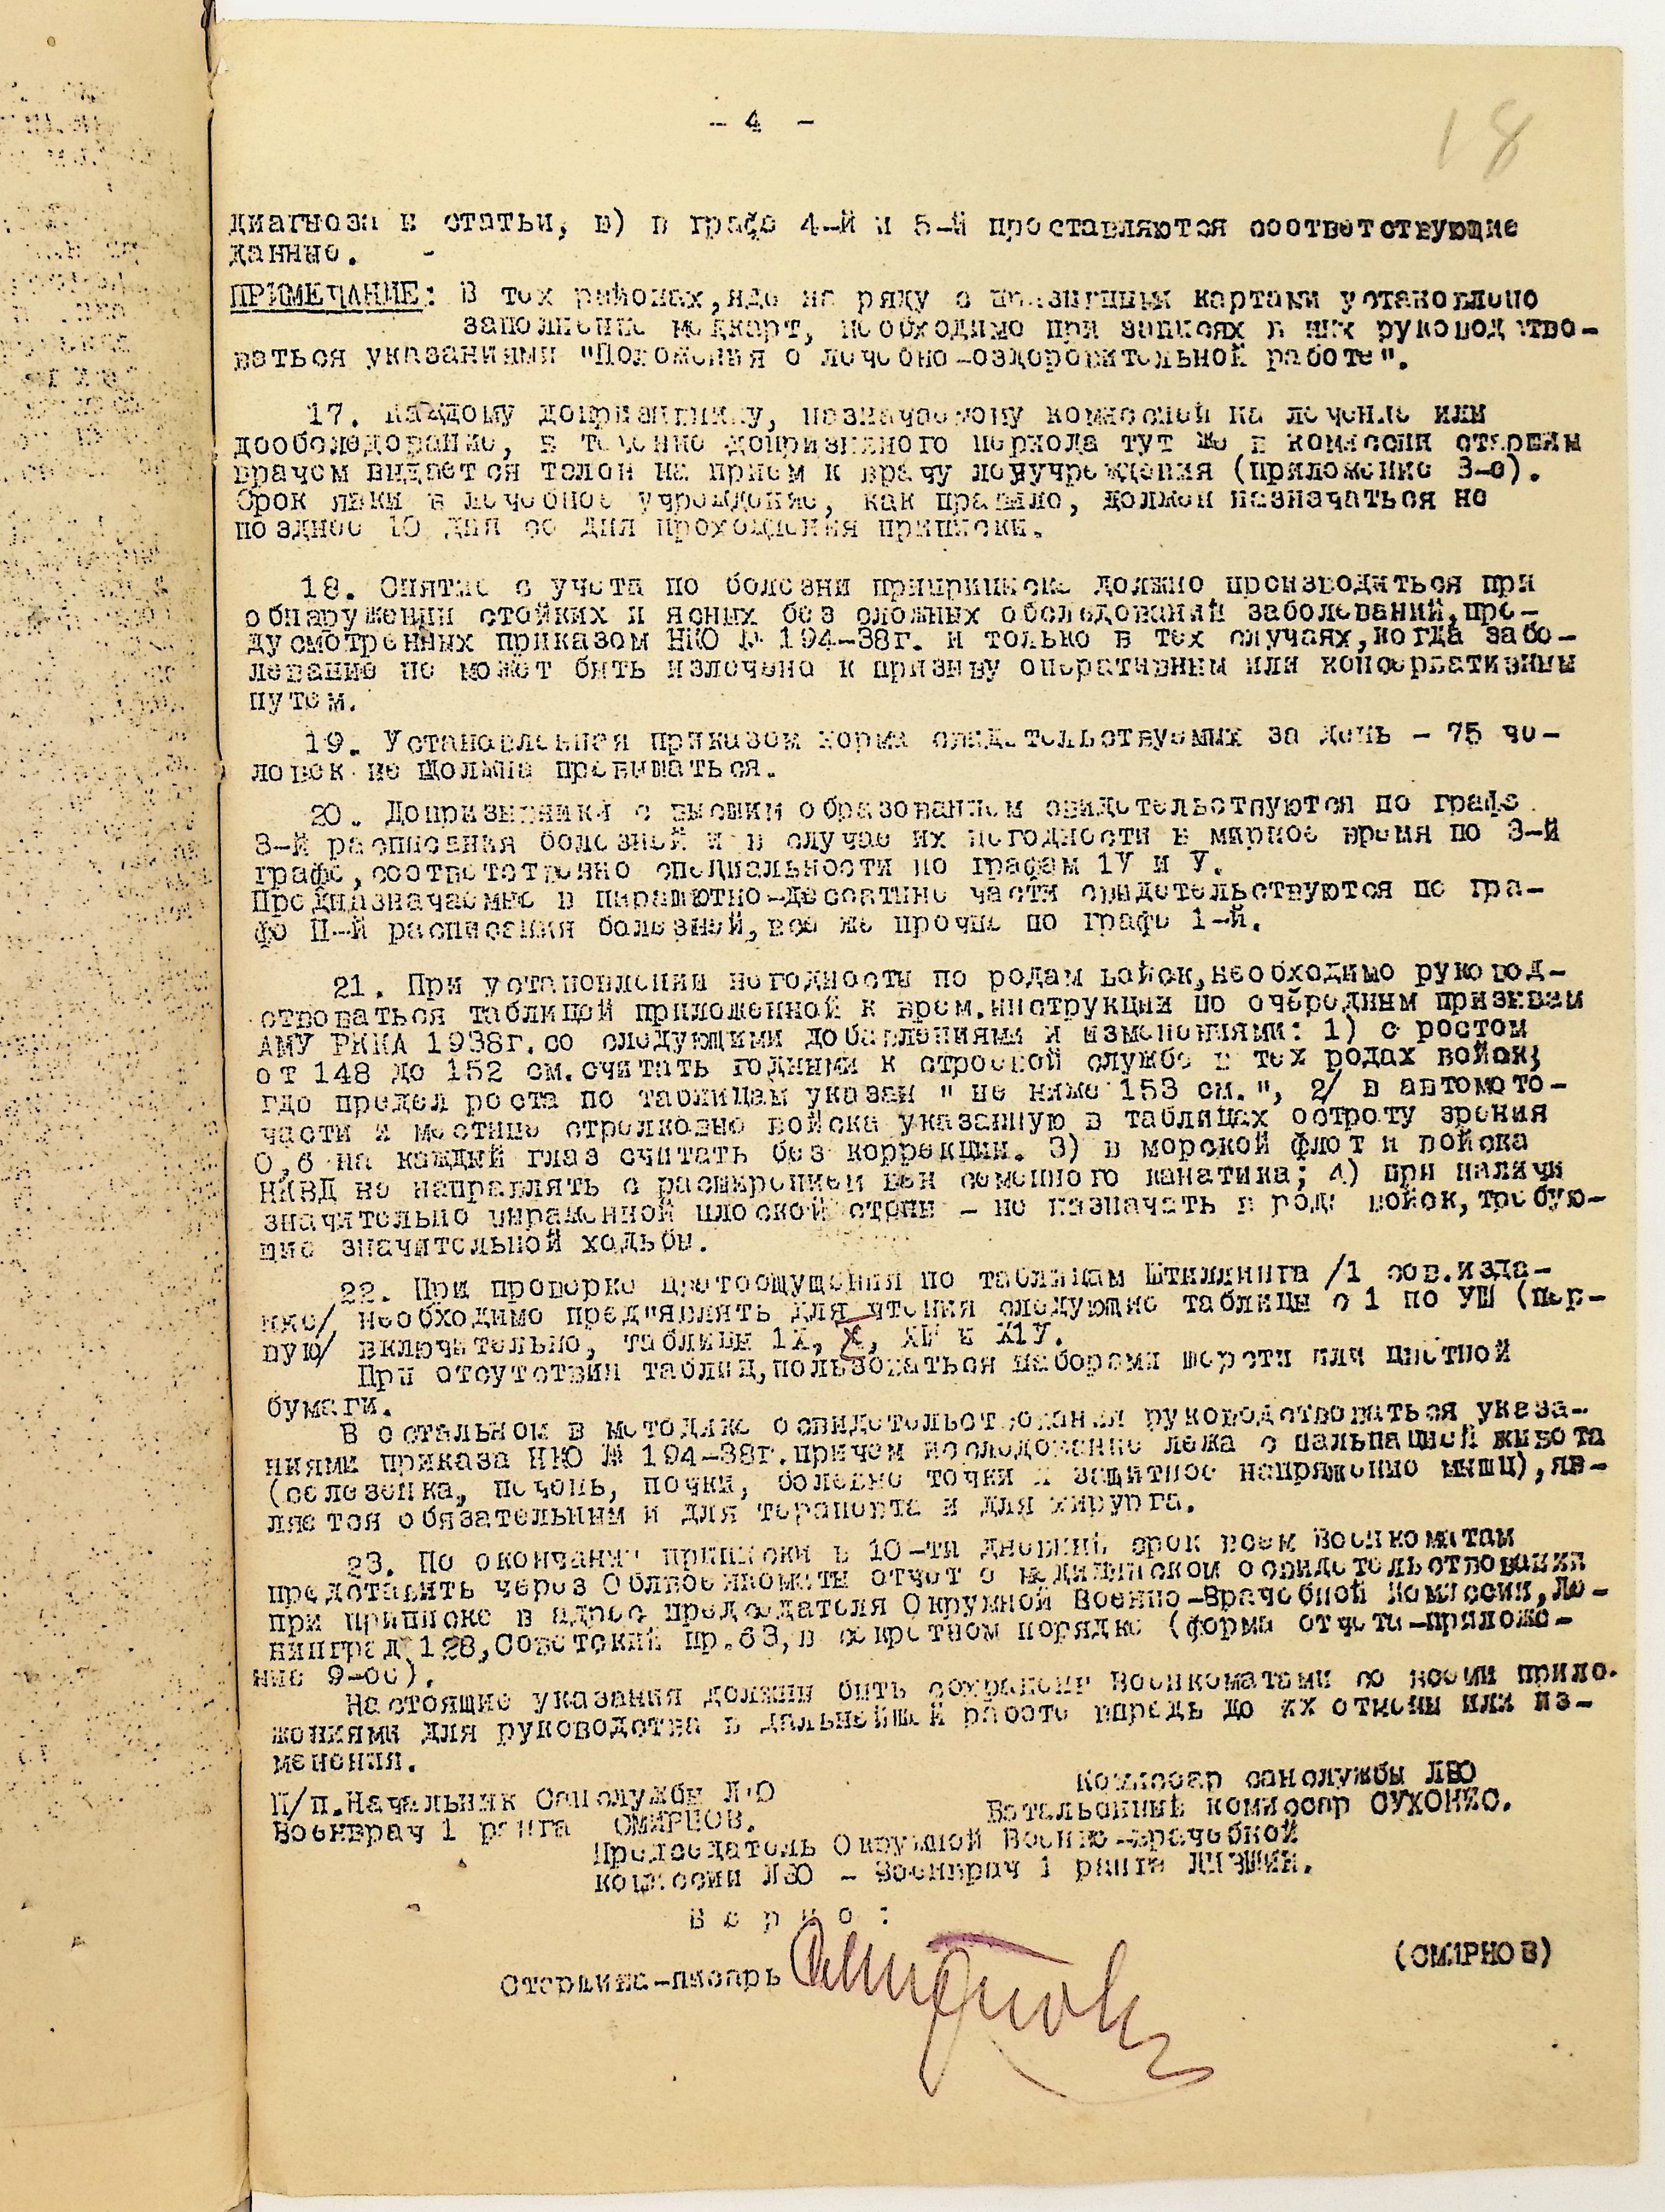 - 4 -
18
диагноза и статьи, в) в графе 4-й и 5-й проставляются соответствующие
данные.
ПРИМЕЧАНИЕ: В тех районах, где на ряду с призывными картами установлено
заполнение медкарт, необходимо при записях в них руководство-
ваться указаниями "Положения о лечебно-оздоровительной работе".
17. Каждому допризывнику, назначаемому комиссией на лечение или
дообследование, в течение допризывного периода тут же в комиссии старшим
врачом выдается талон на прием к врачу лечучреждения (приложение 3-е).
Срок явки в лечебное учреждение, как правило, должен назначаться не
позднее 10 дня со дня прохождения приписки.
18. Снятие с учета по болезни приприписке должно производиться при
обнаружении стойких и ясных без сложных обследований заболеваний, пре-
дусмотренных приказом НКО № 194-38г. и только в тех случаях, когда забо-
левание не может быть излечено к призыву оперативным или консервативным
путем.
19. Установленная приказом норма свидетельствуемых за день - 75 че-
ловек не должна превышаться.
20. Допризывники с высшим образованием свидетельствуются по графе
3-й расписания болезней и в случае их негодности в мирное время по 3-й
графе, соответственно специальности по графам 1У и У.
Предназначаемые в парашютно-десантные части свидетельствуются по гра-
фе П-й расписания болезней, все же прочие по графе 1-й.
21. При установлении негодности по родам войск, необходимо руковод-
ствоваться таблицей приложенной к врем.инструкции по очередным призывам
АМУ РККА 1938г. со следующими добавлениями и изменениями: 1) с ростом
от 148 до 152 см. считать годными к строевой службе в тех родах войск;
где предел роста по таблицам указан " не ниже 153 см.", 2/ в автомото-
части и местные стрелковые войска указанную в таблицах остроту зрения
0,6 на каждый глаз считать без коррекции. 3) в морской флот и войска
НКВД не направлять с расширением вен семенного канатика; 4) при наличи
значительно выраженной плоской стопы - не назначать в рода войск, требую-
щие значительной ходьбы.
22. При проверке цветоощущения по таблицам Штиллинга /1 сов.изда-
ние/ необходимо пред"являть для чтения следующие таблицы с 1 по УШ (пер-
вую/ включительно, таблицы 1Х, Х, ХШ и Х1У.
При отсутствии таблиц, пользоваться наборами шерсти или цветной
бумаги.
В остальном в методике освидетельствования руководствоваться указа-
ниями приказа НКО № 194-38г. причем исследование лежа с пальпацией живота
(селезенка, печень, почки, болевые точки и защитное напряжение мышц), яв-
ляется обязательным и для терапевта и для хирурга.
23. По окончании приписки в 10-ти дневный срок всем Военкоматам
представить через Облвоенкоматы отчет о медицинском освидетельствовании
при приписке в адрес председателя Окружной Военно-Врачебной Комиссии, Ле-
нинград 128, Советский пр.63, в секретном порядке (форма отчета-приложе-
ние 9-ое).
Настоящие указания должны быть сохранены Военкоматами со всеми прило-
жениями для руководства в дальнейшей работе впредь до их отмены или из-
менения.
П/п. Начальник Санслужбы ЛВО
Военврач 1 ранга СМИРНОВ.
Комиссар санслужбы ЛВО
Батальонный комиссар СУХОНИС.
Председатель Окружной Военно-врачебной
комиссии ЛВО - Военврач 1 ранга
Верно:
Старшина-писарь Смирнов
(СМИРНОВ)